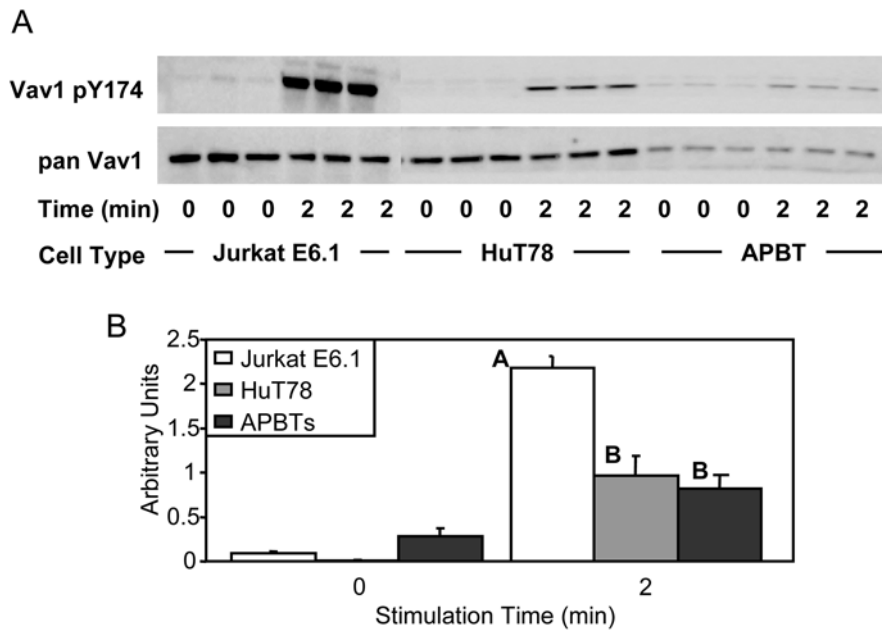 A
Vav1 pY174
pan Vav1
Time (min) 0 0 0 2 2 2 0 0 0 2 2 2 0 0 0 2 2 2
Cell Type Jurkat E6.1 HuT78 APBT
B
2.5
2
1.5
1
0.5
0
Arbitrary Units
Jurkat E6.1
HuT78
APBTs
A
B
B
0 2
Stimulation Time (min)